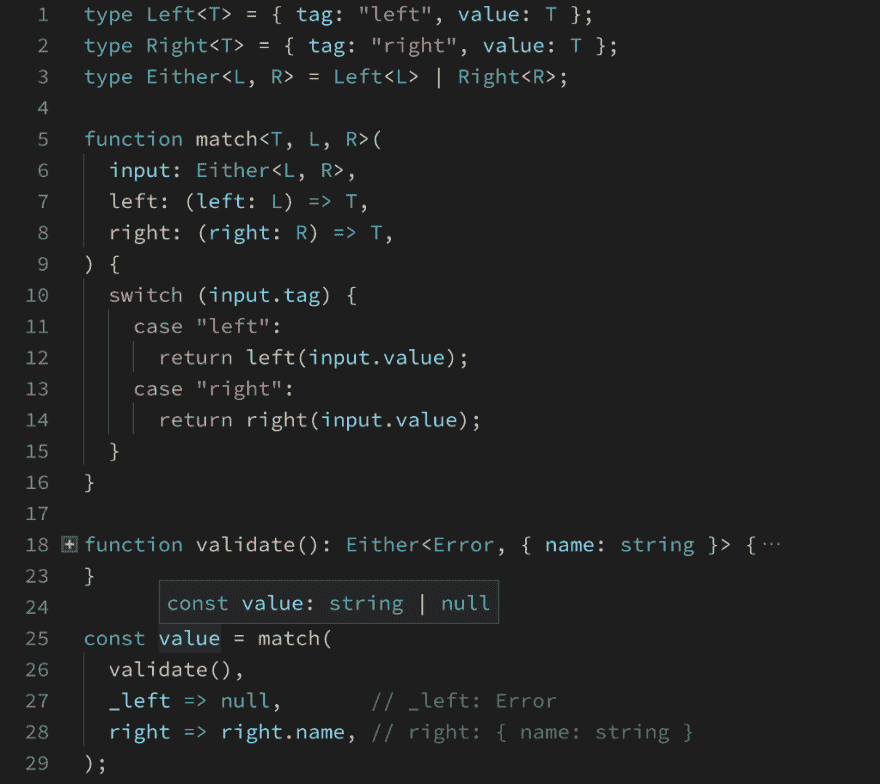 1 type Left<T> = { tag: "left", value: T };
2 type Right<T> = { tag: "right", value: T };
3 type Either<L, R> = Left<L> | Right<R>;
4
5 function match<T, L, R>(
6   input: Either<L, R>,
7   left: (left: L) => T,
8   right: (right: R) => T,
9 ) {
10   switch (input.tag) {
11     case "left":
12       return left(input.value);
13     case "right":
14       return right(input.value);
15   }
16 }
17
18 function validate(): Either<Error, { name: string }> {···
23 }
const value: string | null
24
25 const value = match(
26   validate(),
27   _left => null,       // _left: Error
28   right => right.name, // right: { name: string }
29 );